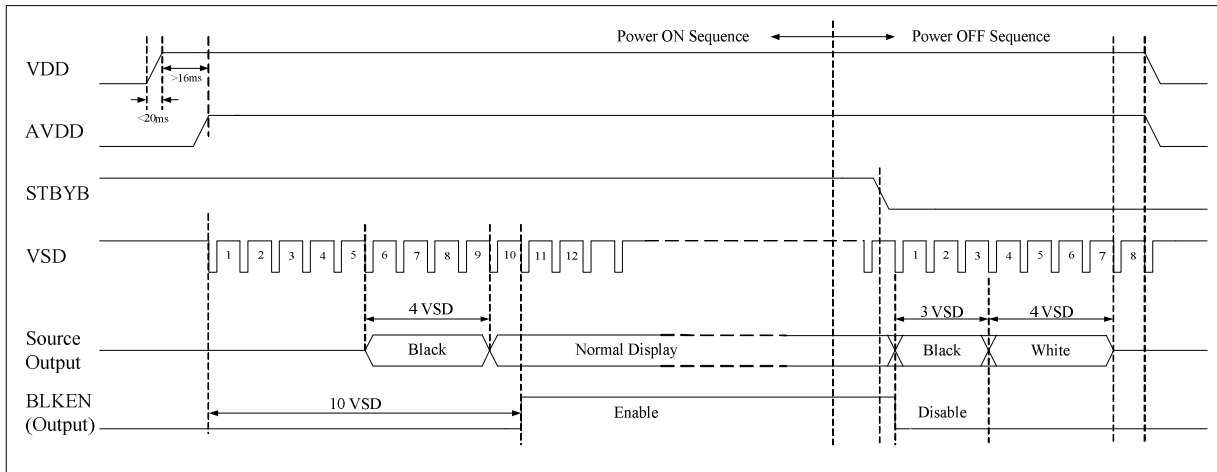 Power ON Sequence Power OFF Sequence
VDD
>16ms
<20ms
AVDD
STBYB
VSD
1 2 3 4 5 6 7 8 9 10 11 12 1 2 3 4 5 6 7 8
4 VSD 3 VSD 4 VSD
Source
Output
Black Normal Display Black White
BLKEN
(Output)
10 VSD Enable Disable